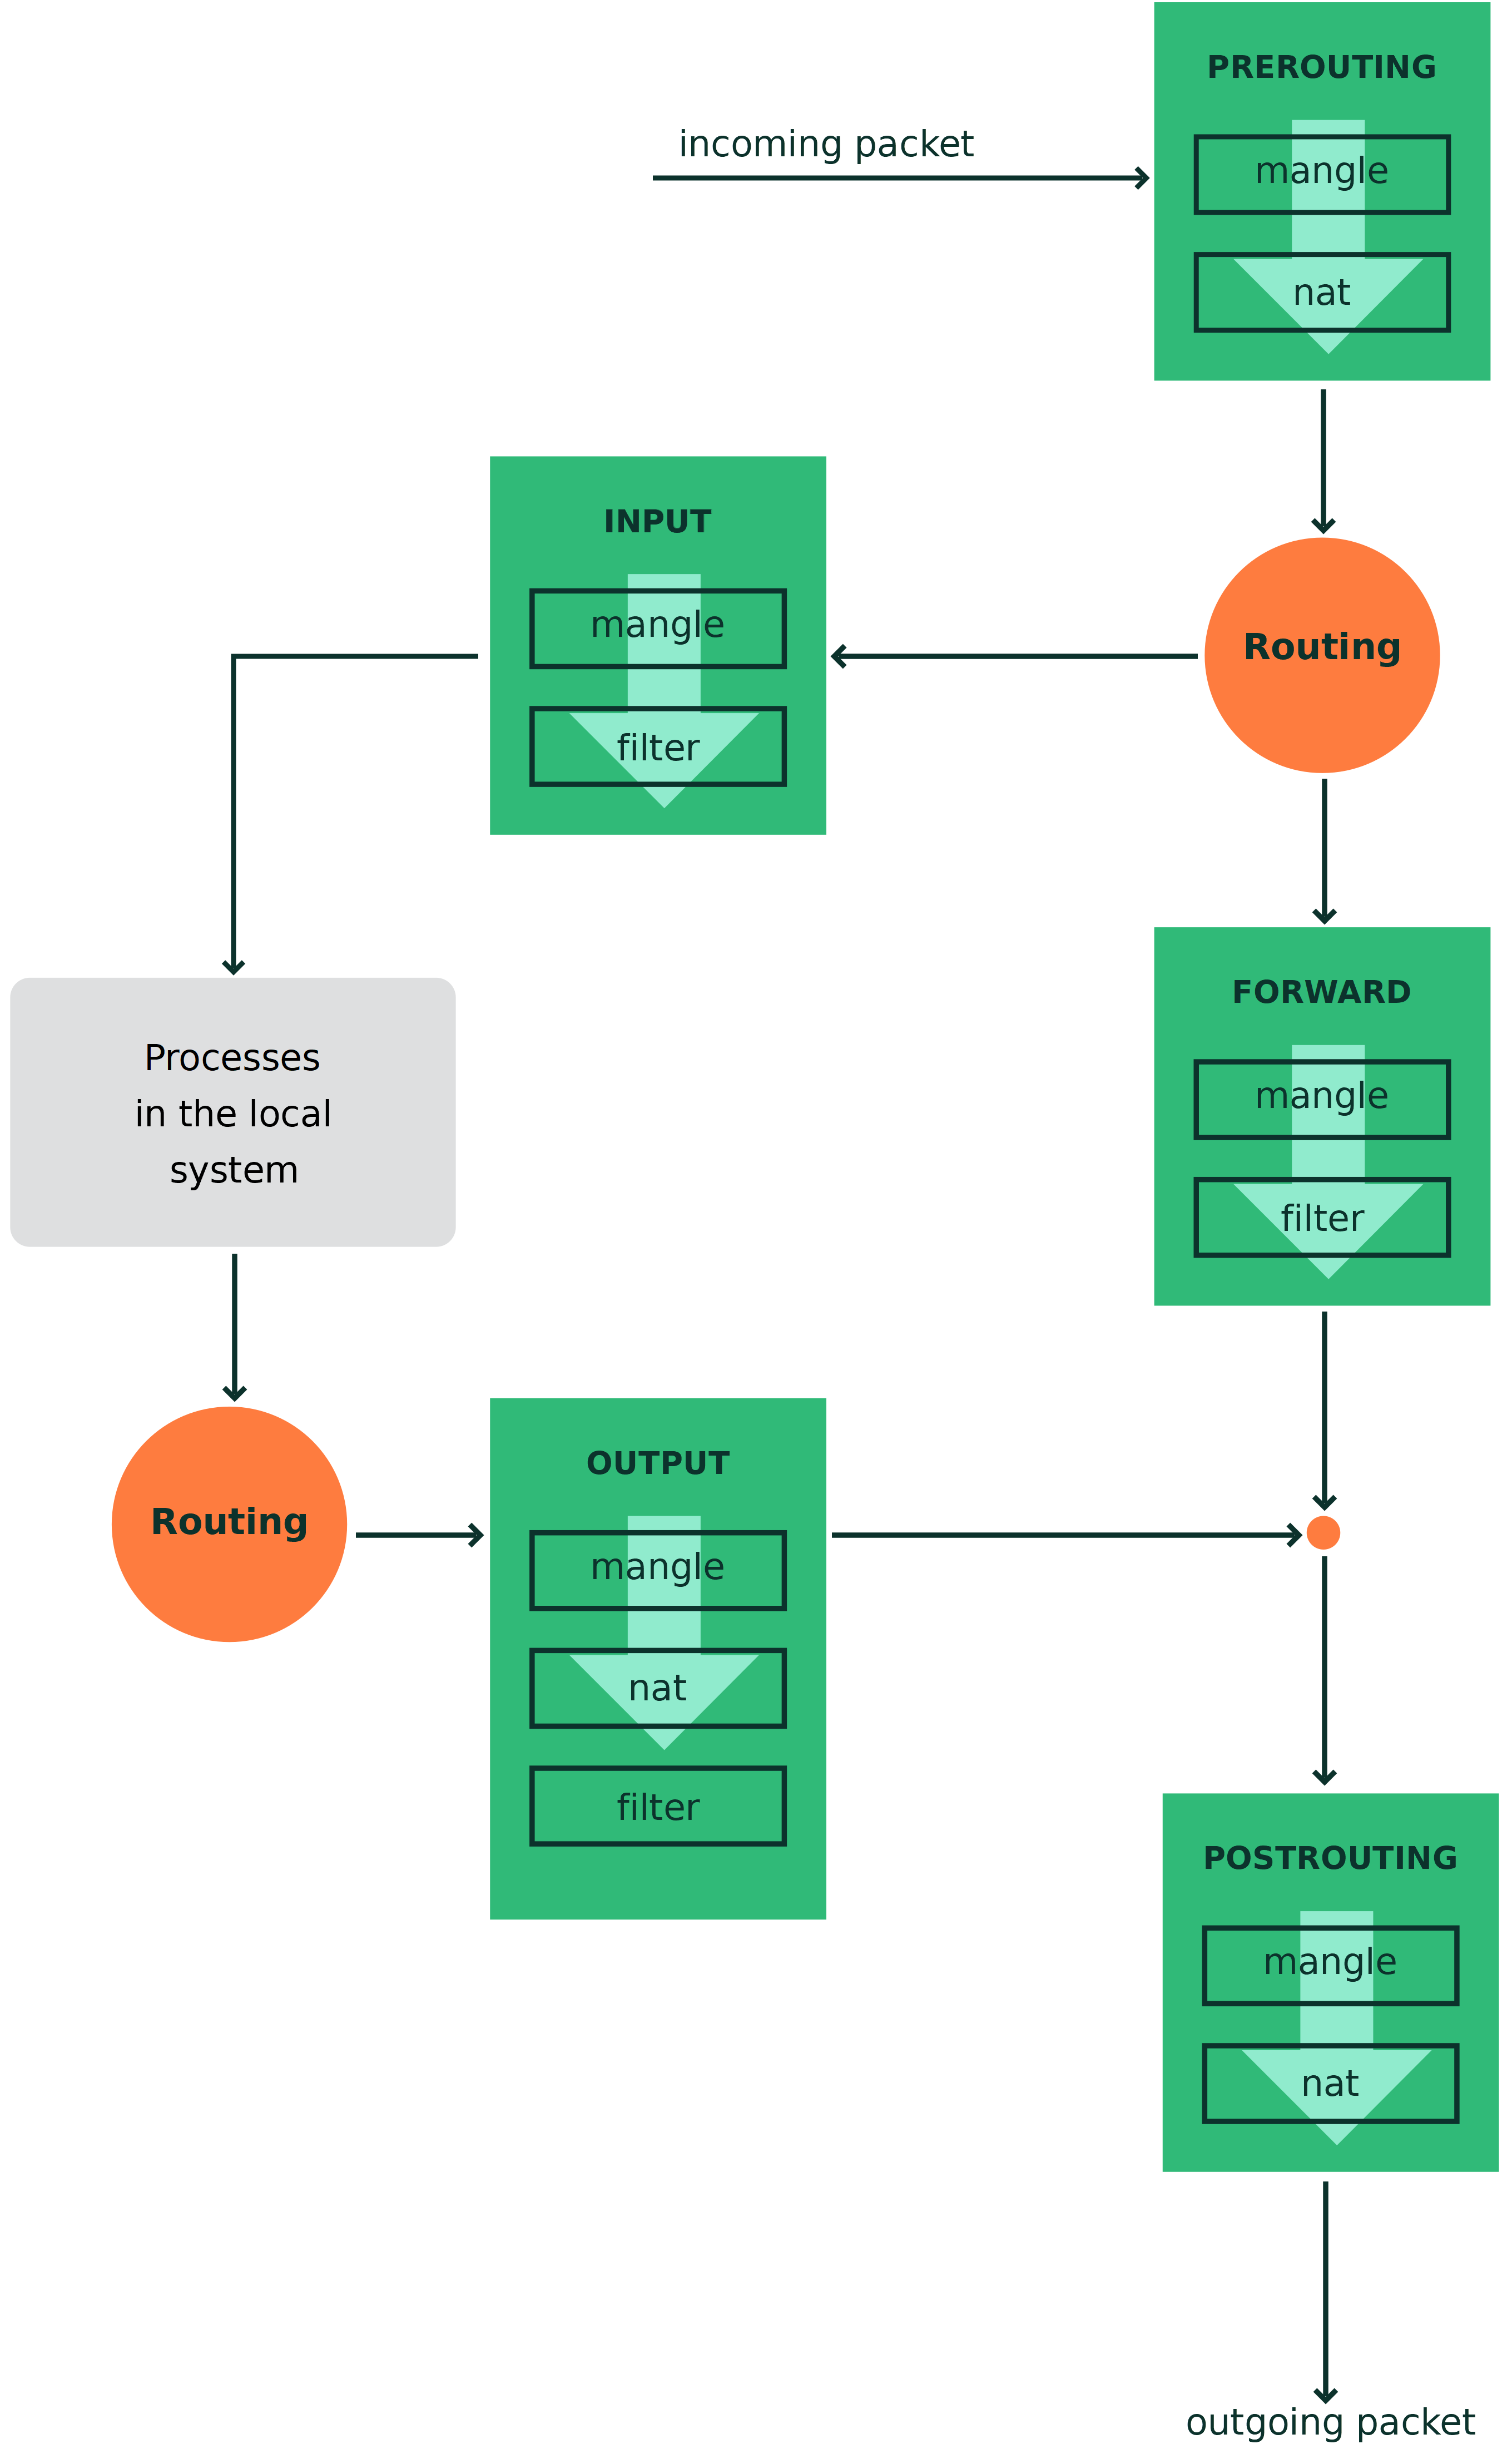 PREROUTING
incoming packet
mangle
nat
INPUT
mangle
filter
Routing
Processes
in the local
system
FORWARD
mangle
filter
Routing
OUTPUT
mangle
nat
filter
POSTROUTING
mangle
nat
outgoing packet